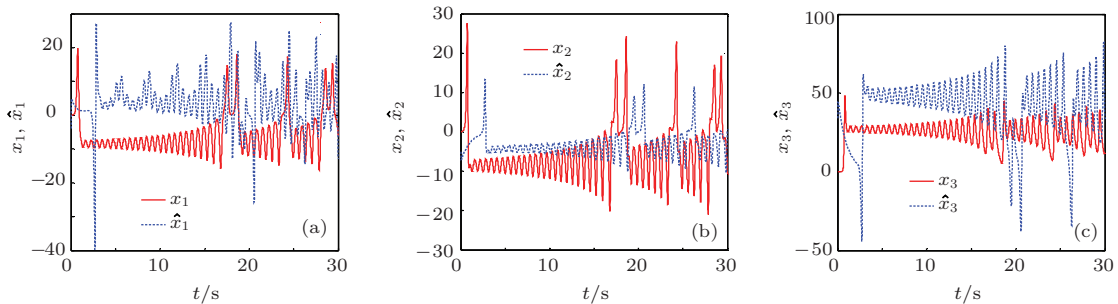 x₁, x̂₁
20
0
−20
−40
x₁
x̂₁
(a)
0 10 20 30
t/s
x₂, x̂₂
30
20
10
0
−10
−20
−30
x₂
x̂₂
(b)
0 10 20 30
t/s
x₃, x̂₃
100
50
0
−50
x₃
x̂₃
(c)
0 10 20 30
t/s